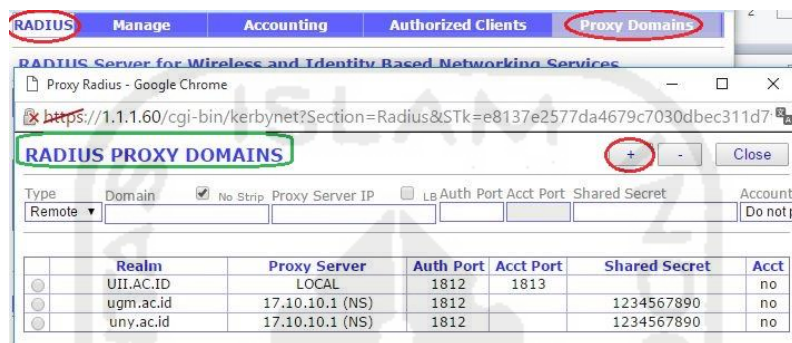 RADIUS Manage Accounting Authorized Clients Proxy Domains
RADIUS Server for Wireless and Identity Based Networking Services
Proxy Radius - Google Chrome
https://1.1.1.60/cgi-bin/kerbynet?Section=Radius&STk=e8137e2577da4679c7030dbec311d7
RADIUS PROXY DOMAINS + - Close
Type Domain No Strip Proxy Server IP LB Auth Port Acct Port Shared Secret Account
Remote Do not
Realm Proxy Server Auth Port Acct Port Shared Secret Acct
UII.AC.ID LOCAL 1812 1813 no
ugm.ac.id 17.10.10.1 (NS) 1812 1234567890 no
uny.ac.id 17.10.10.1 (NS) 1812 1234567890 no
ISLAM